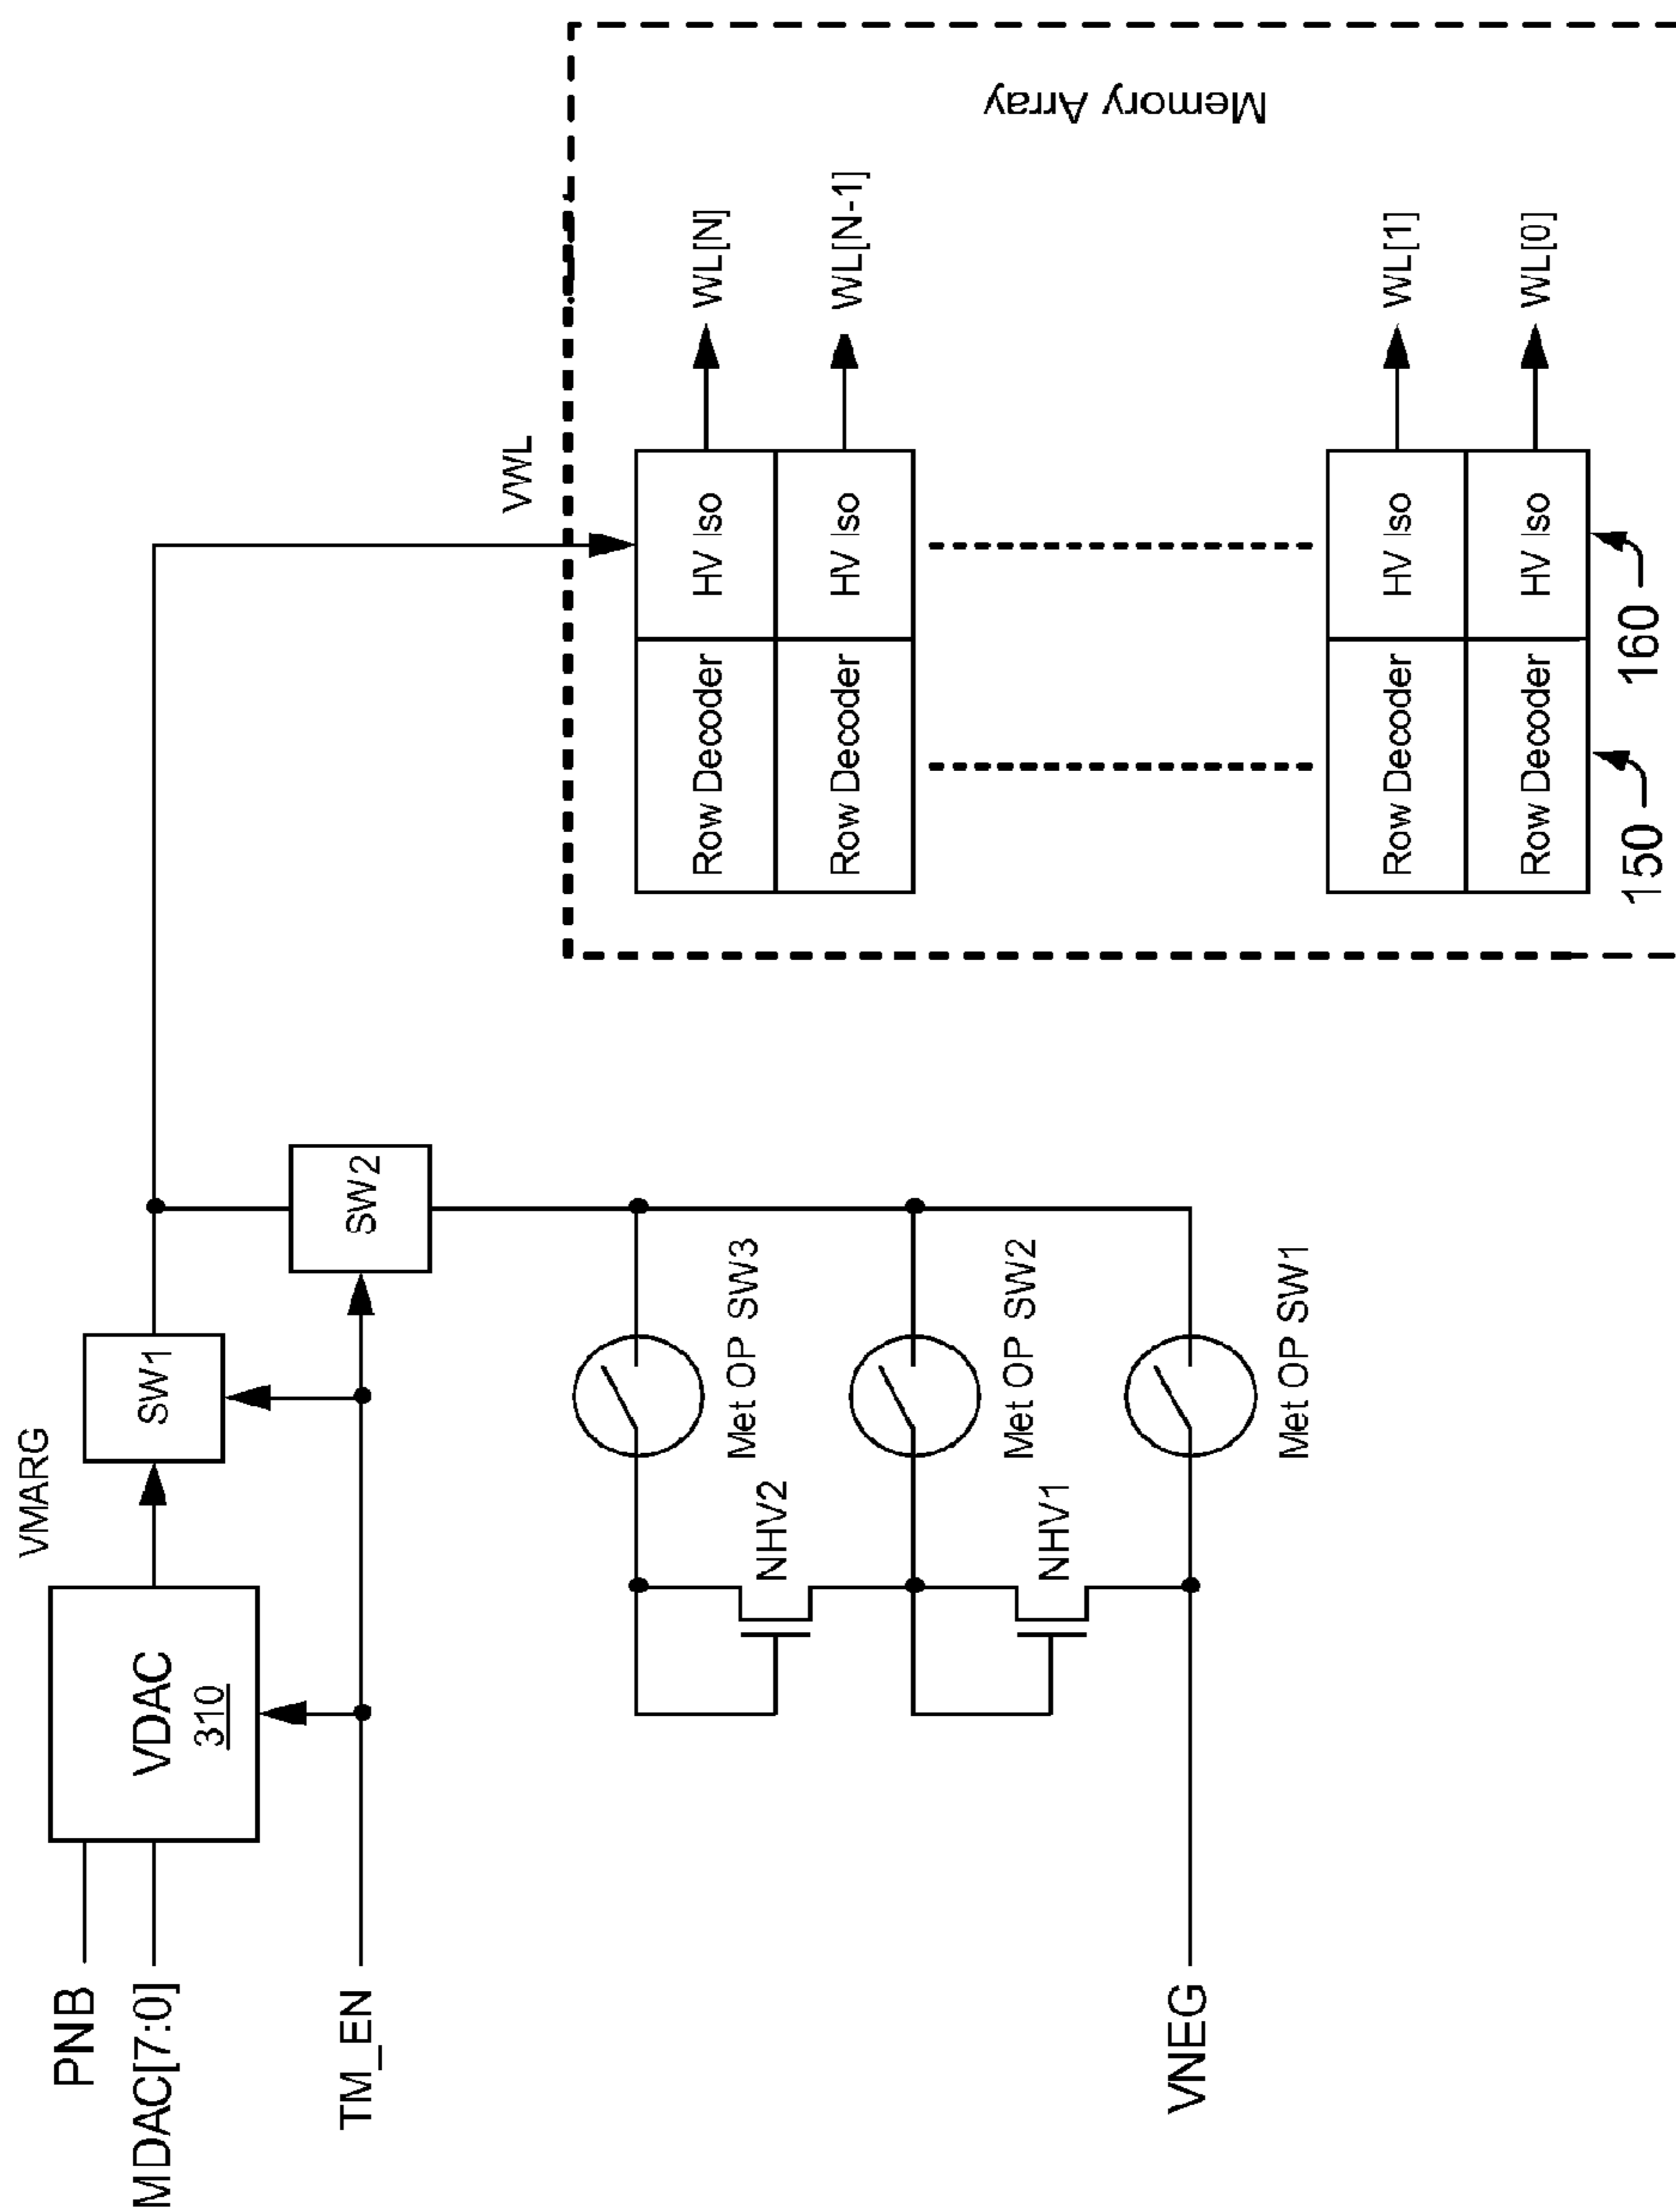 PNB
MDAC[7:0]
TM_EN
VNEG
VDAC
310
VMARG
SW1
SW2
NHV2
NHV1
Met OP SW3
Met OP SW2
Met OP SW1
VWL
Row Decoder
HV Iso
WL[N]
Row Decoder
HV Iso
WL[N-1]
Row Decoder
HV Iso
WL[1]
Row Decoder
HV Iso
WL[0]
150
160
Memory Array